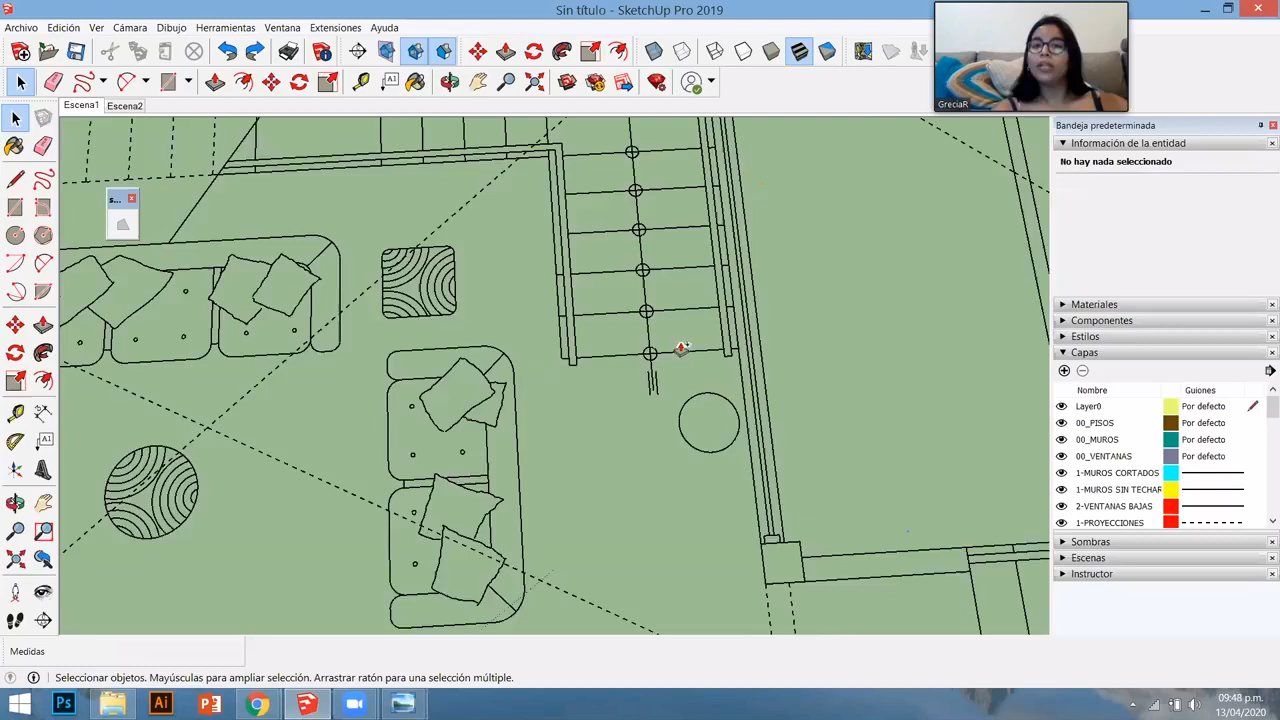 Sin título - SketchUp Pro 2019
Archivo Edición Ver Cámara Dibujo Herramientas Ventana Extensiones Ayuda
A1
Escena1 Escena2
GreciaR
s...
A1
Bandeja predeterminada
Información de la entidad
No hay nada seleccionado
Materiales
Componentes
Estilos
Capas
Nombre Guiones
Layer0 Por defecto
00_PISOS Por defecto
00_MUROS Por defecto
00_VENTANAS Por defecto
1-MUROS CORTADOS
1-MUROS SIN TECHAR
2-VENTANAS BAJAS
1-PROYECCIONES
Sombras
Escenas
Instructor
Medidas
Seleccionar objetos. Mayúsculas para ampliar selección. Arrastrar ratón para una selección múltiple.
Ps Ai P
09:48 p.m.
13/04/2020